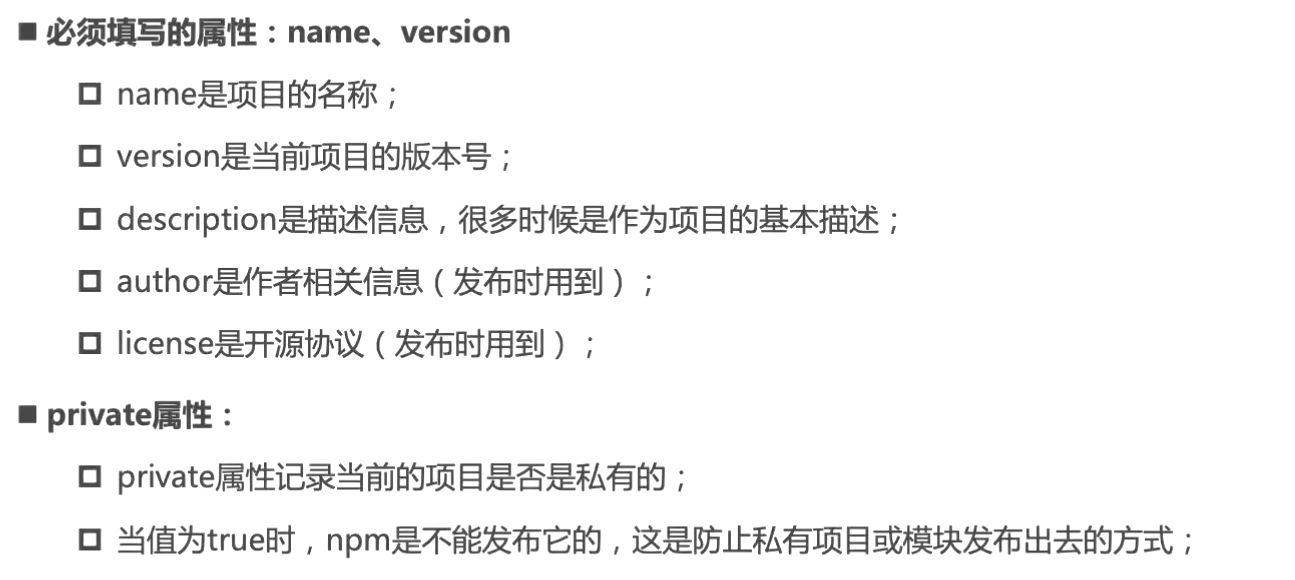 ■ 必须填写的属性：name、version
□ name是项目的名称；
□ version是当前项目的版本号；
□ description是描述信息，很多时候是作为项目的基本描述；
□ author是作者相关信息（发布时用到）；
□ license是开源协议（发布时用到）；
■ private属性：
□ private属性记录当前的项目是否是私有的；
□ 当值为true时，npm是不能发布它的，这是防止私有项目或模块发布出去的方式；